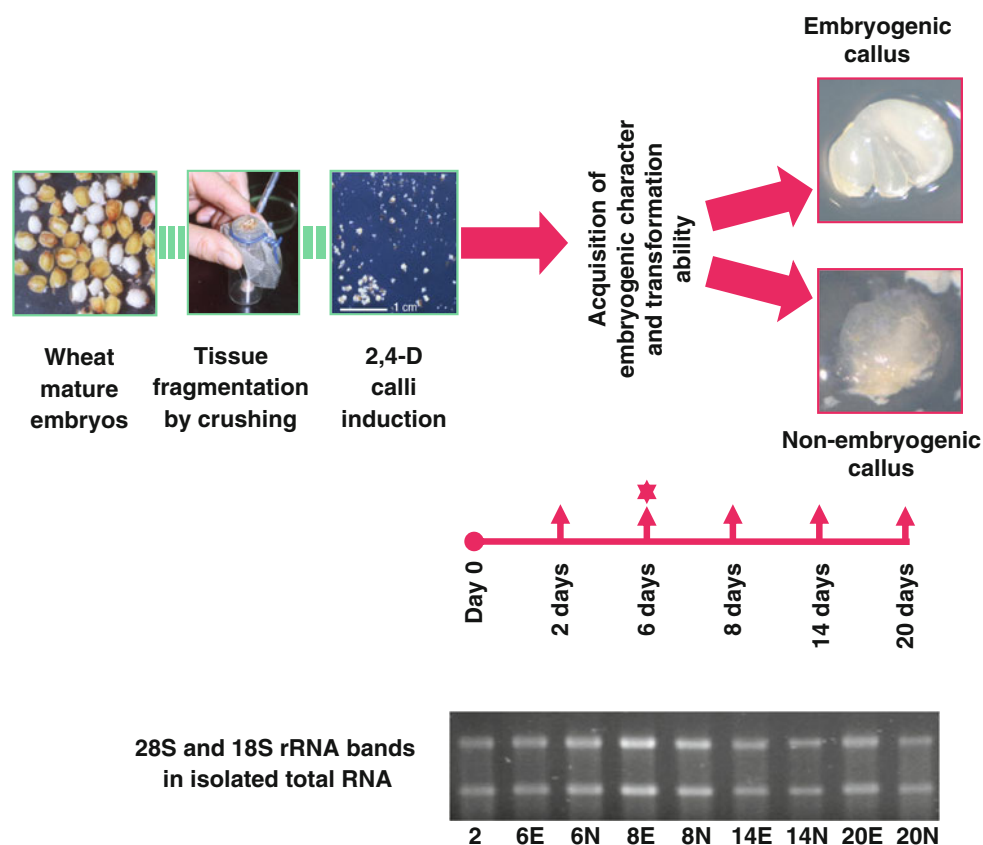 Embryogenic
callus
Acquisition of
embryogenic character
and transformation
ability
1 cm
Wheat
mature
embryos
Tissue
fragmentation
by crushing
2,4-D
calli
induction
Non-embryogenic
callus
Day 0
2 days
6 days
8 days
14 days
20 days
28S and 18S rRNA bands
in isolated total RNA
2 6E 6N 8E 8N 14E 14N 20E 20N